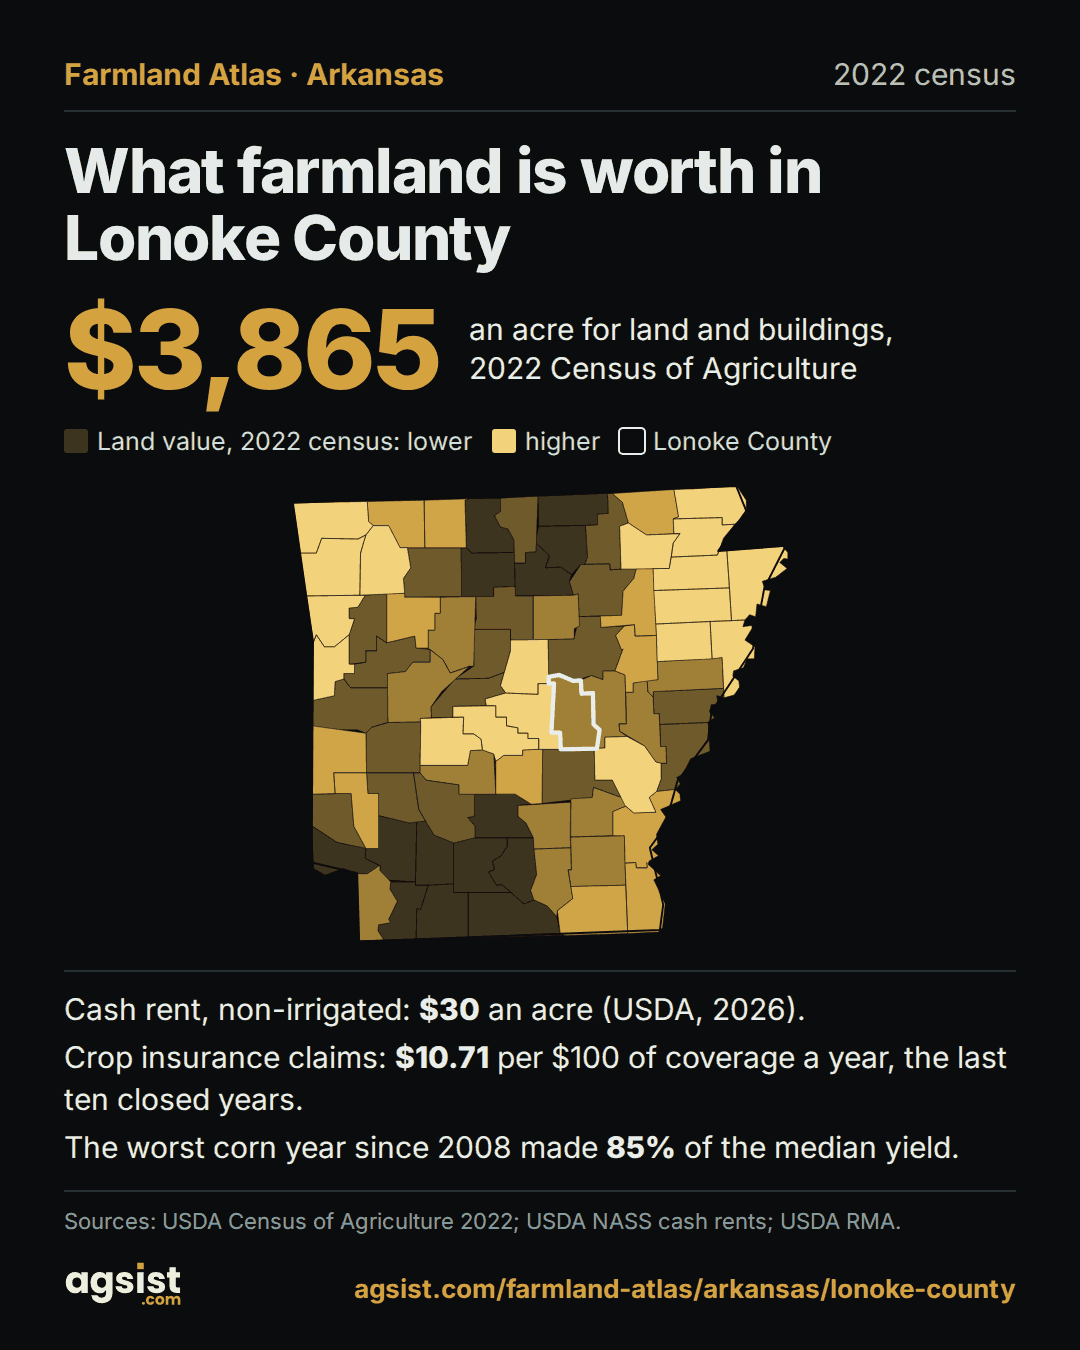 Farmland Atlas · Arkansas
2022 census
What farmland is worth in
Lonoke County
$3,865
an acre for land and buildings,
2022 Census of Agriculture
Land value, 2022 census: lower
higher
Lonoke County
Cash rent, non-irrigated: $30 an acre (USDA, 2026).
Crop insurance claims: $10.71 per $100 of coverage a year, the last
ten closed years.
The worst corn year since 2008 made 85% of the median yield.
Sources: USDA Census of Agriculture 2022; USDA NASS cash rents; USDA RMA.
agsist
.com
agsist.com/farmland-atlas/arkansas/lonoke-county